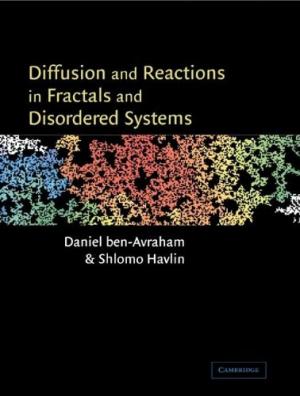 Diffusion and Reactions
in Fractals and
Disordered Systems
Daniel ben-Avraham
& Shlomo Havlin
CAMBRIDGE